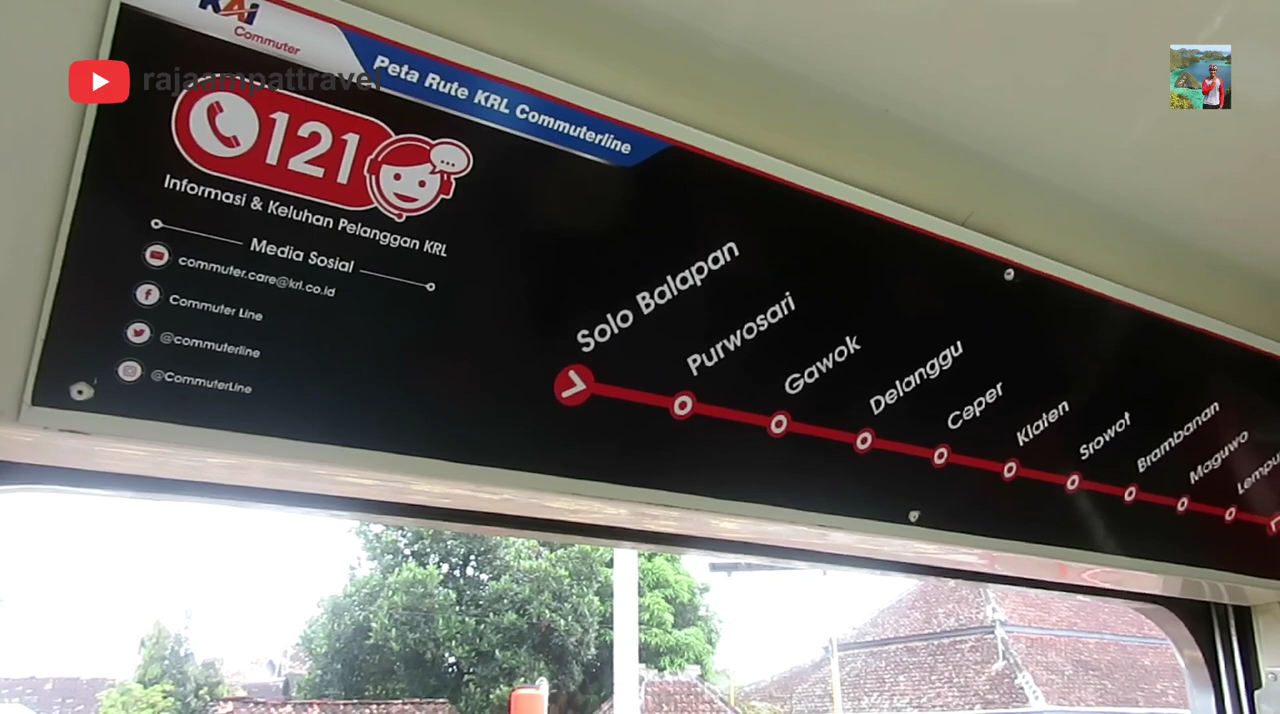 KAI
Commuter
rajaampattravel
Peta Rute KRL Commuterline
121
Informasi & Keluhan Pelanggan KRL
Media Sosial
commuter.care@krl.co.id
Commuter Line
@commuterline
@CommuterLine
Solo Balapan
Purwosari
Gawok
Delanggu
Ceper
Klaten
Srowot
Brambanan
Maguwo
Lempu